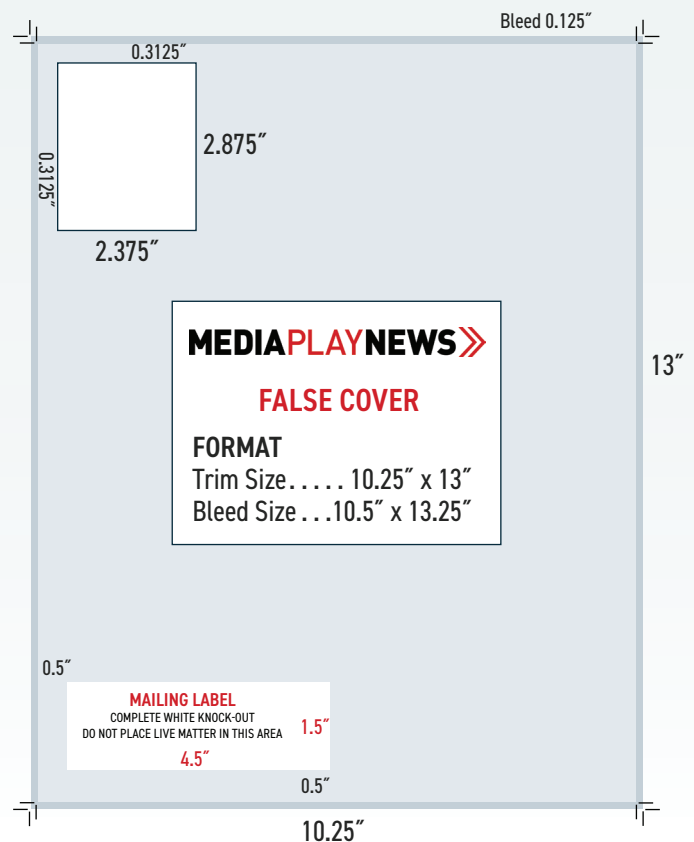 Bleed 0.125″
0.3125″
2.875″
0.3125″
2.375″
MEDIAPLAYNEWS
FALSE COVER
13″
FORMAT
Trim Size..... 10.25″ x 13″
Bleed Size ...10.5″ x 13.25″
0.5″
MAILING LABEL
COMPLETE WHITE KNOCK-OUT
DO NOT PLACE LIVE MATTER IN THIS AREA
1.5″
4.5″
0.5″
10.25″